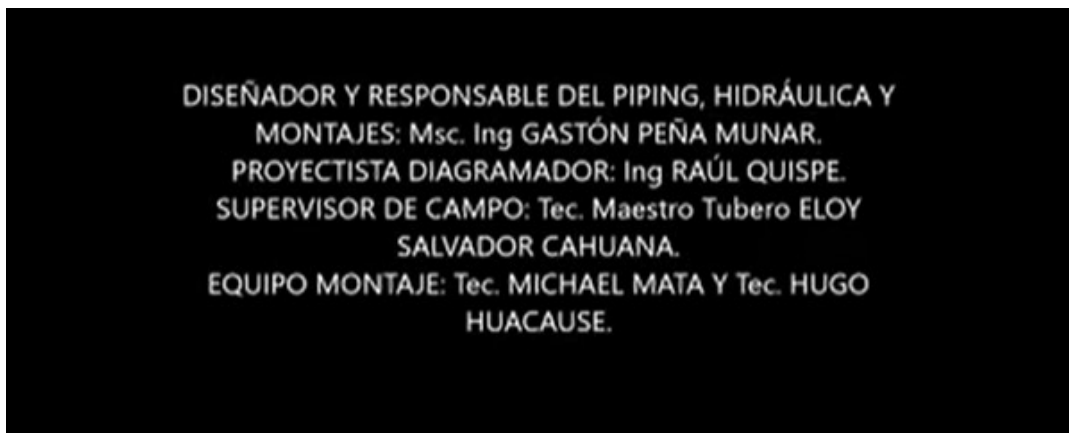 DISEÑADOR Y RESPONSABLE DEL PIPING, HIDRÁULICA Y
MONTAJES: Msc. Ing GASTÓN PEÑA MUNAR.
PROYECTISTA DIAGRAMADOR: Ing RAÚL QUISPE.
SUPERVISOR DE CAMPO: Tec. Maestro Tubero ELOY
SALVADOR CAHUANA.
EQUIPO MONTAJE: Tec. MICHAEL MATA Y Tec. HUGO
HUACAUSE.